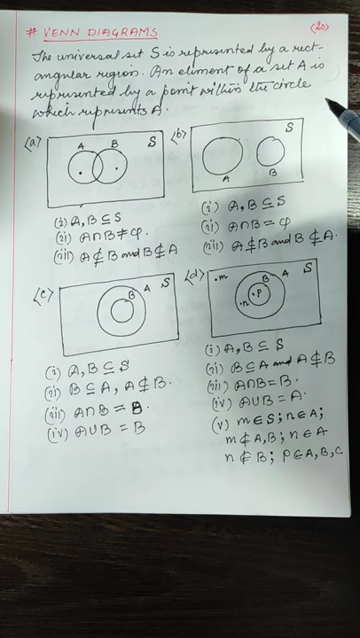 # VENN DIAGRAMS <20>
The universal set S is represented by a rect-
angular region. An eliment of a set A is
represented by a point within the circle
which represents A.
<a> A B S
(i) A, B ⊆ S
(ii) A∩B ≠ φ.
(iii) A ⊄ B and B ⊄ A
<b> S A B
(i) A, B ⊆ S
(ii) A∩B = φ
(iii) A ⊄ B and B ⊄ A.
<c> B A S
(i) A, B ⊆ S
(ii) B ⊆ A, A ⊄ B.
(iii) A∩B = B.
(iv) A∪B = B
<d> .m B A S .p .n
(i) A, B ⊆ S
(ii) B ⊆ A and A ⊄ B
(iii) A∩B = B.
(iv) A∪B = A.
(v) m∈S; n∈A;
m ∉ A, B; n ∈ A
n ∉ B; p ∈ A, B, C